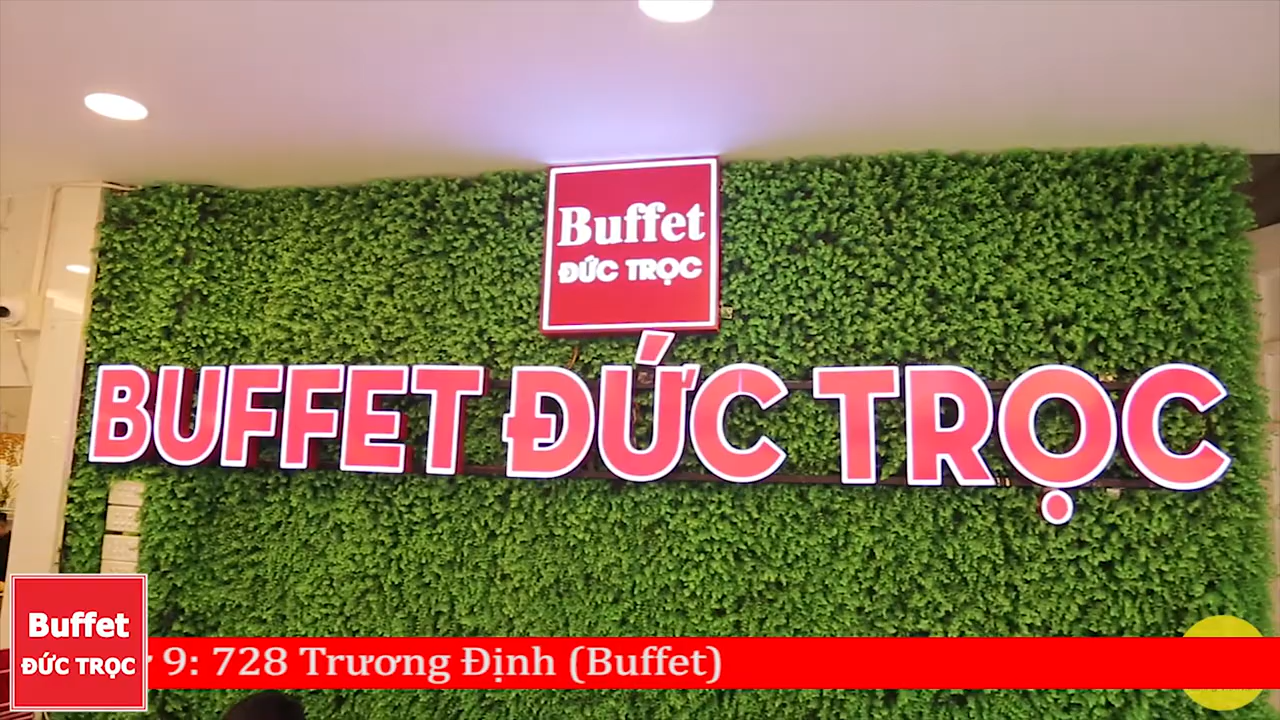 Buffet
ĐỨC TRỌC
BUFFET ĐỨC TRỌC
Buffet
ĐỨC TRỌC
9: 728 Trương Định (Buffet)